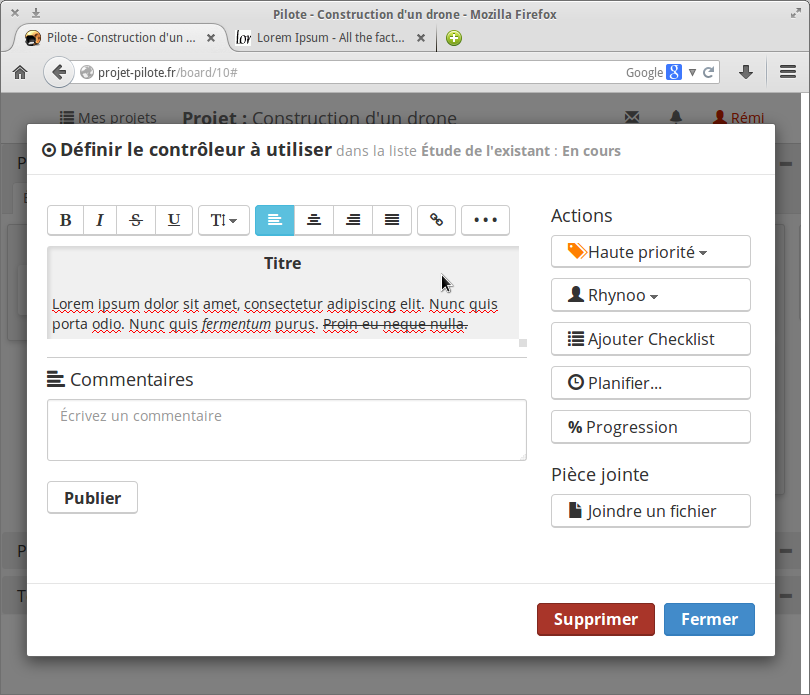 Pilote - Construction d'un drone - Mozilla Firefox
Pilote - Construction d'un ...
Lorem Ipsum - All the fact...
projet-pilote.fr/board/10#
Google
Mes projets
Projet : Construction d'un drone
Rémi
Définir le contrôleur à utiliser dans la liste Étude de l'existant : En cours
B I S U T
Titre
Lorem ipsum dolor sit amet, consectetur adipiscing elit. Nunc quis
porta odio. Nunc quis fermentum purus. Proin eu neque nulla.
Commentaires
Écrivez un commentaire
Publier
Actions
Haute priorité
Rhynoo
Ajouter Checklist
Planifier...
% Progression
Pièce jointe
Joindre un fichier
Supprimer
Fermer